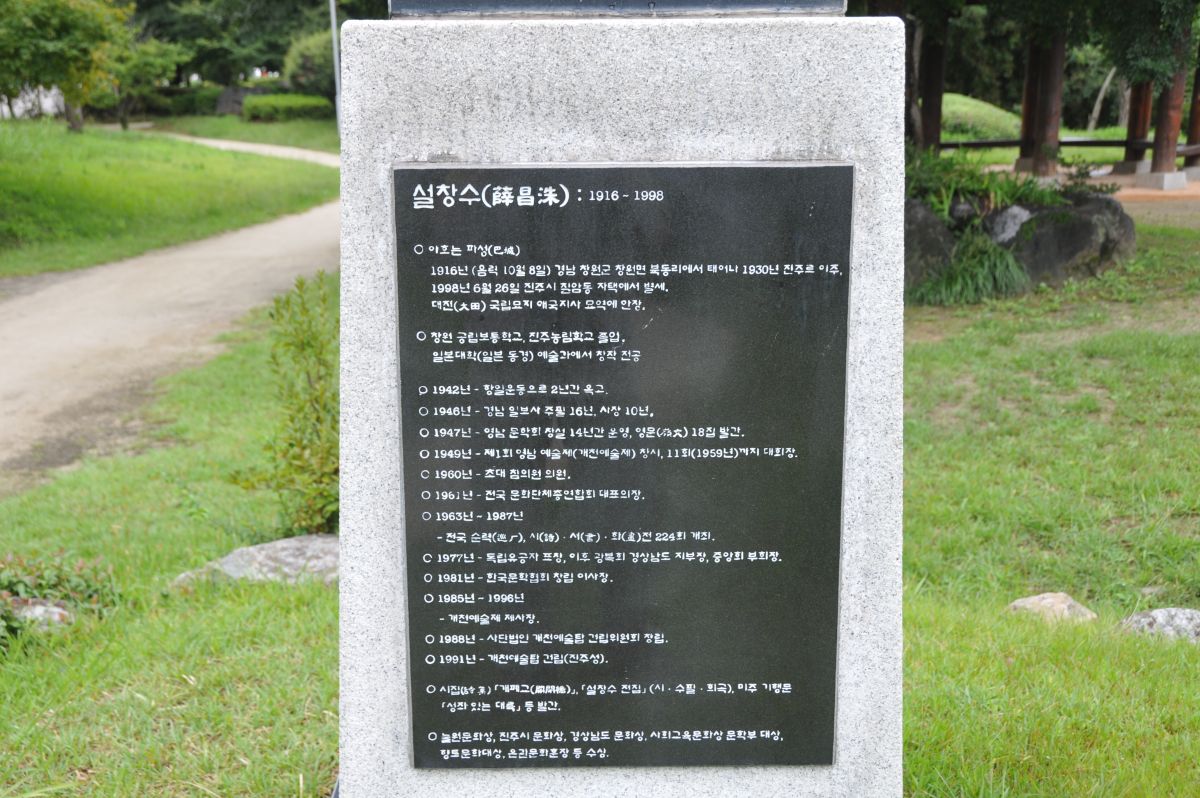 설창수(薛昌洙) : 1916 ~ 1998
○ 아호는 파성(巴城)
1916년 (음력 10월 8일) 경남 창원군 창원면 북동리에서 태어나 1930년 진주로 이주,
1998년 6월 26일 진주시 칠암동 자택에서 별세.
대전(大田) 국립묘지 애국지사 묘역에 안장.
○ 창원 공립보통학교, 진주농림학교 졸업.
일본대학(일본 동경) 예술과에서 창작 전공
○ 1942년 - 항일운동으로 2년간 옥고.
○ 1946년 - 경남 일보사 주필 16년, 사장 10년.
○ 1947년 - 영남 문학회 창설 14년간 운영, 영문(嶺文) 18집 발간.
○ 1949년 - 제1회 영남 예술제(개천예술제) 창시, 11회(1959년)까지 대회장.
○ 1960년 - 초대 참의원 의원.
○ 1961년 - 전국 문화단체총연합회 대표의장.
○ 1963년 ~ 1987년
- 전국 순력(巡歷), 시(詩)·서(書)·화(畵)전 224회 개최.
○ 1977년 - 독립유공자 표창, 이후 광복회 경상남도 지부장, 중앙회 부회장.
○ 1981년 - 한국문학협회 창립 이사장.
○ 1985년 ~ 1996년
- 개천예술제 제사장.
○ 1988년 - 사단법인 개천예술탑 건립위원회 창립.
○ 1991년 - 개천예술탑 건립(진주성).
○ 시집(詩集) 「개폐교(開閉橋)」, 「설창수 전집」 (시·수필·희곡), 미주 기행문
「성좌 있는 대륙」 등 발간.
○ 눌원문화상, 진주시 문화상, 경상남도 문화상, 사회교육문화상 문학부 대상,
향토문화대상, 은관문화훈장 등 수상.